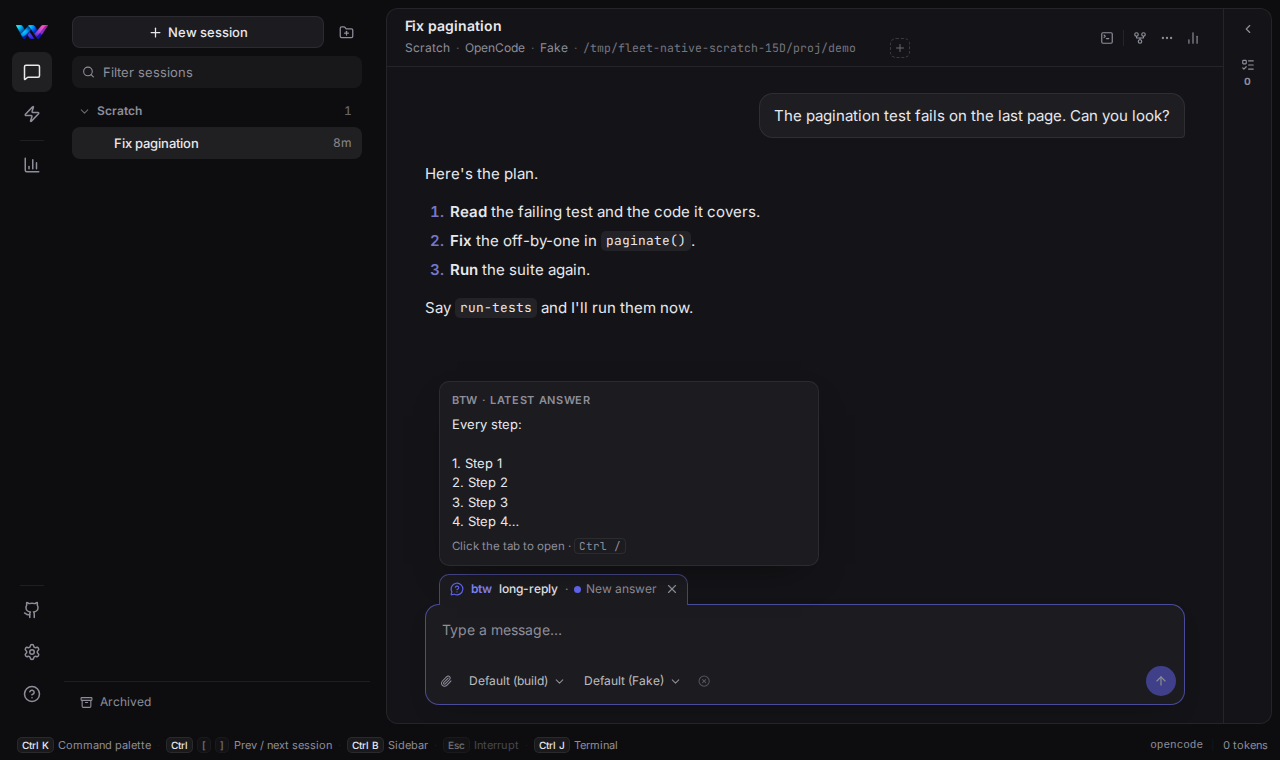 New session
Filter sessions
Scratch 1
Fix pagination 8m
Archived
Fix pagination
Scratch · OpenCode · Fake · /tmp/fleet-native-scratch-15D/proj/demo
0
The pagination test fails on the last page. Can you look?
Here's the plan.
1. Read the failing test and the code it covers.
2. Fix the off-by-one in paginate().
3. Run the suite again.
Say run-tests and I'll run them now.
BTW · LATEST ANSWER
Every step:
1. Step 1
2. Step 2
3. Step 3
4. Step 4…
Click the tab to open · Ctrl /
btw long-reply · New answer
Type a message...
Default (build) Default (Fake)
Ctrl K Command palette Ctrl [ ] Prev / next session Ctrl B Sidebar Esc Interrupt Ctrl J Terminal opencode 0 tokens